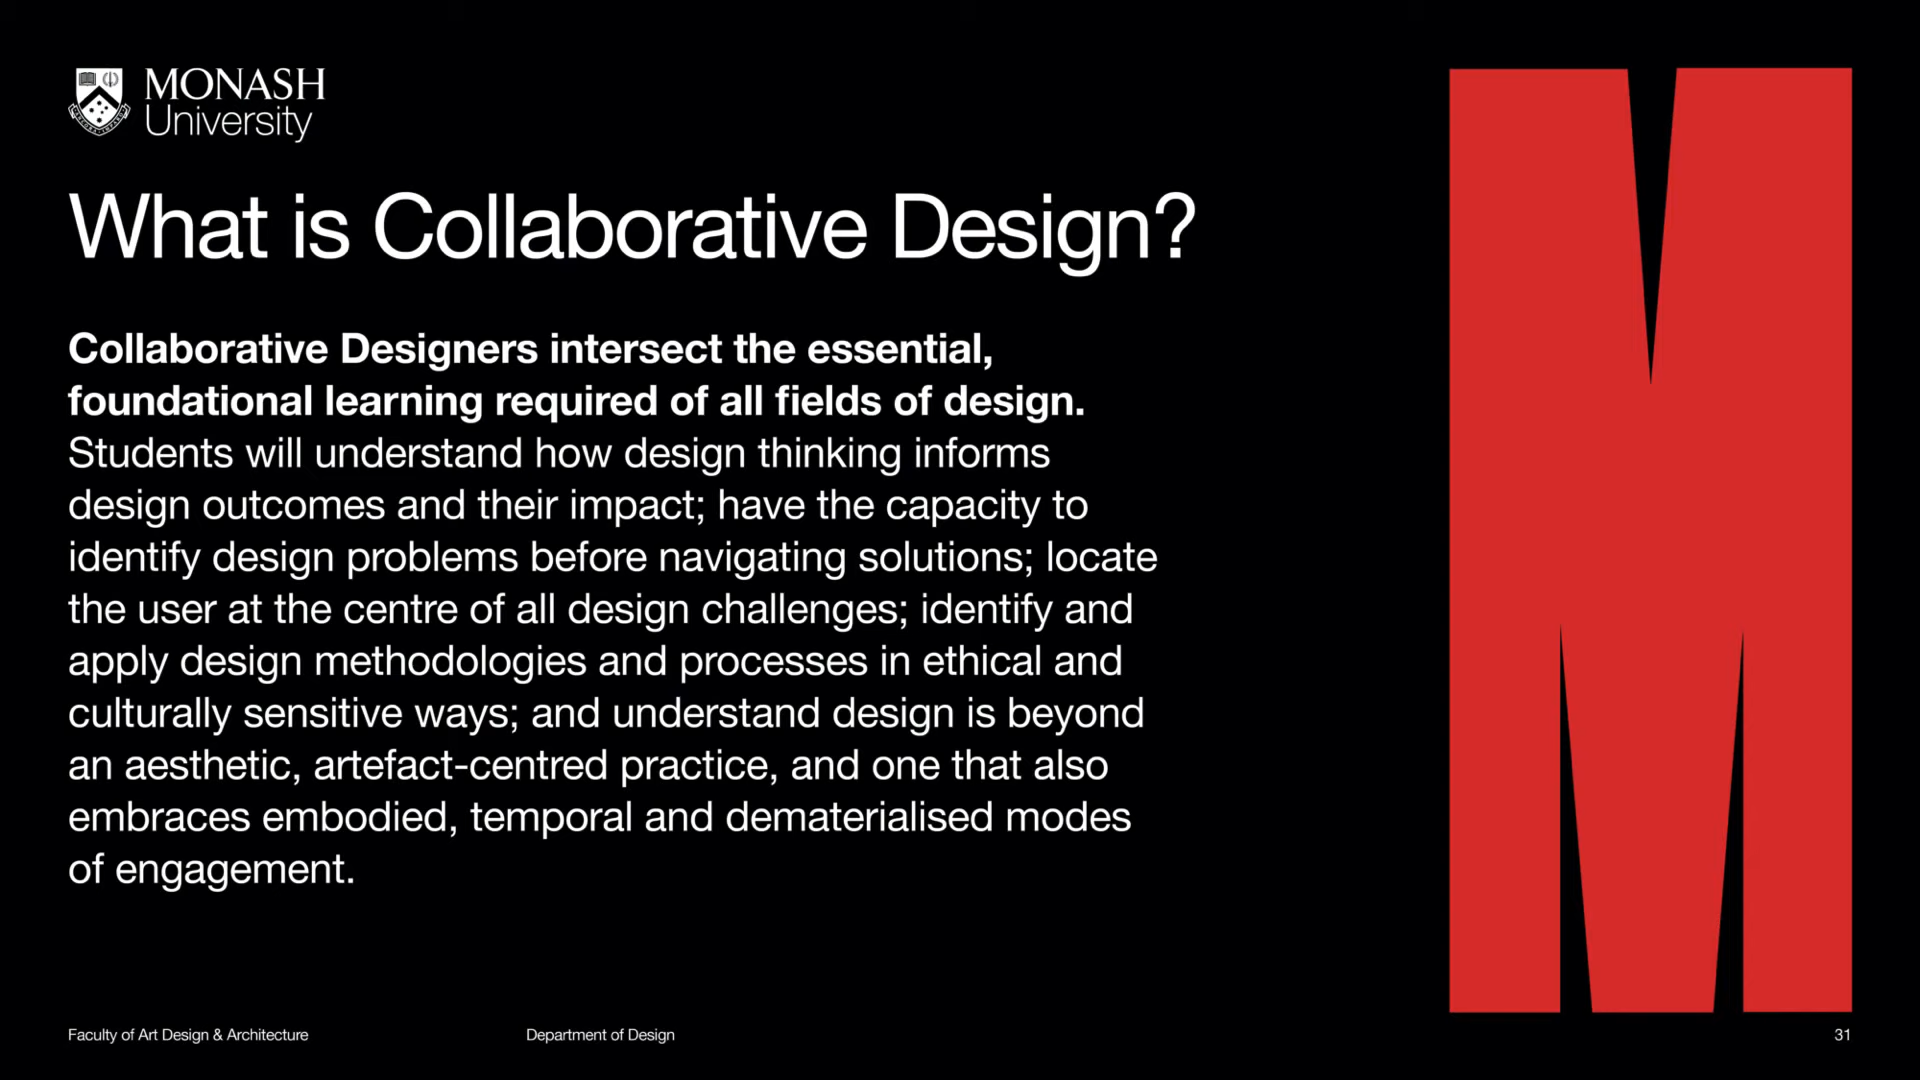 MONASH
University
What is Collaborative Design?
Collaborative Designers intersect the essential,
foundational learning required of all fields of design.
Students will understand how design thinking informs
design outcomes and their impact; have the capacity to
identify design problems before navigating solutions; locate
the user at the centre of all design challenges; identify and
apply design methodologies and processes in ethical and
culturally sensitive ways; and understand design is beyond
an aesthetic, artefact-centred practice, and one that also
embraces embodied, temporal and dematerialised modes
of engagement.
M
Faculty of Art Design & Architecture
Department of Design
31